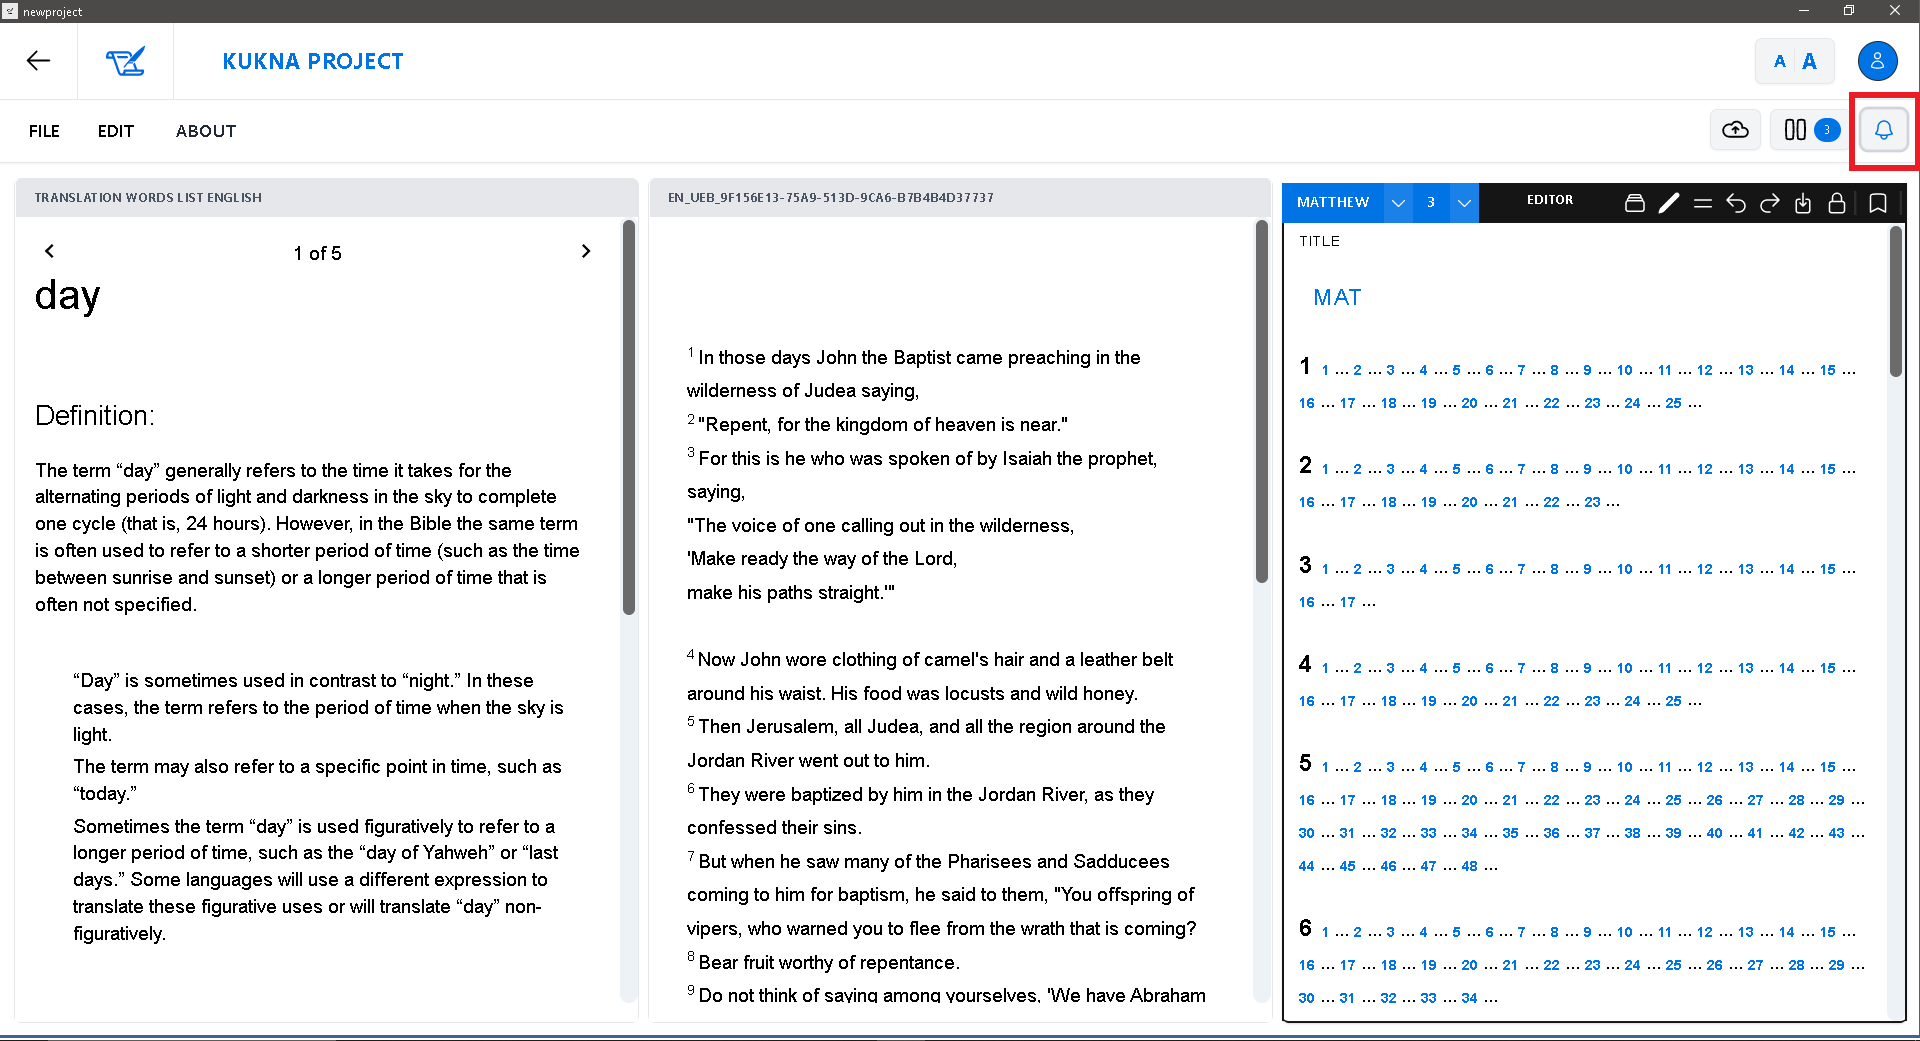 newproject
KUKNA PROJECT
A A
FILE EDIT ABOUT
3
TRANSLATION WORDS LIST ENGLISH
1 of 5
day
Definition:
The term “day” generally refers to the time it takes for the
alternating periods of light and darkness in the sky to complete
one cycle (that is, 24 hours). However, in the Bible the same term
is often used to refer to a shorter period of time (such as the time
between sunrise and sunset) or a longer period of time that is
often not specified.
“Day” is sometimes used in contrast to “night.” In these
cases, the term refers to the period of time when the sky is
light.
The term may also refer to a specific point in time, such as
“today.”
Sometimes the term “day” is used figuratively to refer to a
longer period of time, such as the “day of Yahweh” or “last
days.” Some languages will use a different expression to
translate these figurative uses or will translate “day” non-
figuratively.
EN_UEB_9F156E13-75A9-513D-9CA6-B7B4B4D37737
1 In those days John the Baptist came preaching in the
wilderness of Judea saying,
2 "Repent, for the kingdom of heaven is near."
3 For this is he who was spoken of by Isaiah the prophet,
saying,
"The voice of one calling out in the wilderness,
'Make ready the way of the Lord,
make his paths straight.'"
4 Now John wore clothing of camel's hair and a leather belt
around his waist. His food was locusts and wild honey.
5 Then Jerusalem, all Judea, and all the region around the
Jordan River went out to him.
6 They were baptized by him in the Jordan River, as they
confessed their sins.
7 But when he saw many of the Pharisees and Sadducees
coming to him for baptism, he said to them, "You offspring of
vipers, who warned you to flee from the wrath that is coming?
8 Bear fruit worthy of repentance.
9 Do not think of saying among yourselves, 'We have Abraham
MATTHEW 3 EDITOR
TITLE
MAT
1 1 ... 2 ... 3 ... 4 ... 5 ... 6 ... 7 ... 8 ... 9 ... 10 ... 11 ... 12 ... 13 ... 14 ... 15 ...
16 ... 17 ... 18 ... 19 ... 20 ... 21 ... 22 ... 23 ... 24 ... 25 ...
2 1 ... 2 ... 3 ... 4 ... 5 ... 6 ... 7 ... 8 ... 9 ... 10 ... 11 ... 12 ... 13 ... 14 ... 15 ...
16 ... 17 ... 18 ... 19 ... 20 ... 21 ... 22 ... 23 ...
3 1 ... 2 ... 3 ... 4 ... 5 ... 6 ... 7 ... 8 ... 9 ... 10 ... 11 ... 12 ... 13 ... 14 ... 15 ...
16 ... 17 ...
4 1 ... 2 ... 3 ... 4 ... 5 ... 6 ... 7 ... 8 ... 9 ... 10 ... 11 ... 12 ... 13 ... 14 ... 15 ...
16 ... 17 ... 18 ... 19 ... 20 ... 21 ... 22 ... 23 ... 24 ... 25 ...
5 1 ... 2 ... 3 ... 4 ... 5 ... 6 ... 7 ... 8 ... 9 ... 10 ... 11 ... 12 ... 13 ... 14 ... 15 ...
16 ... 17 ... 18 ... 19 ... 20 ... 21 ... 22 ... 23 ... 24 ... 25 ... 26 ... 27 ... 28 ... 29 ...
30 ... 31 ... 32 ... 33 ... 34 ... 35 ... 36 ... 37 ... 38 ... 39 ... 40 ... 41 ... 42 ... 43 ...
44 ... 45 ... 46 ... 47 ... 48 ...
6 1 ... 2 ... 3 ... 4 ... 5 ... 6 ... 7 ... 8 ... 9 ... 10 ... 11 ... 12 ... 13 ... 14 ... 15 ...
16 ... 17 ... 18 ... 19 ... 20 ... 21 ... 22 ... 23 ... 24 ... 25 ... 26 ... 27 ... 28 ... 29 ...
30 ... 31 ... 32 ... 33 ... 34 ...